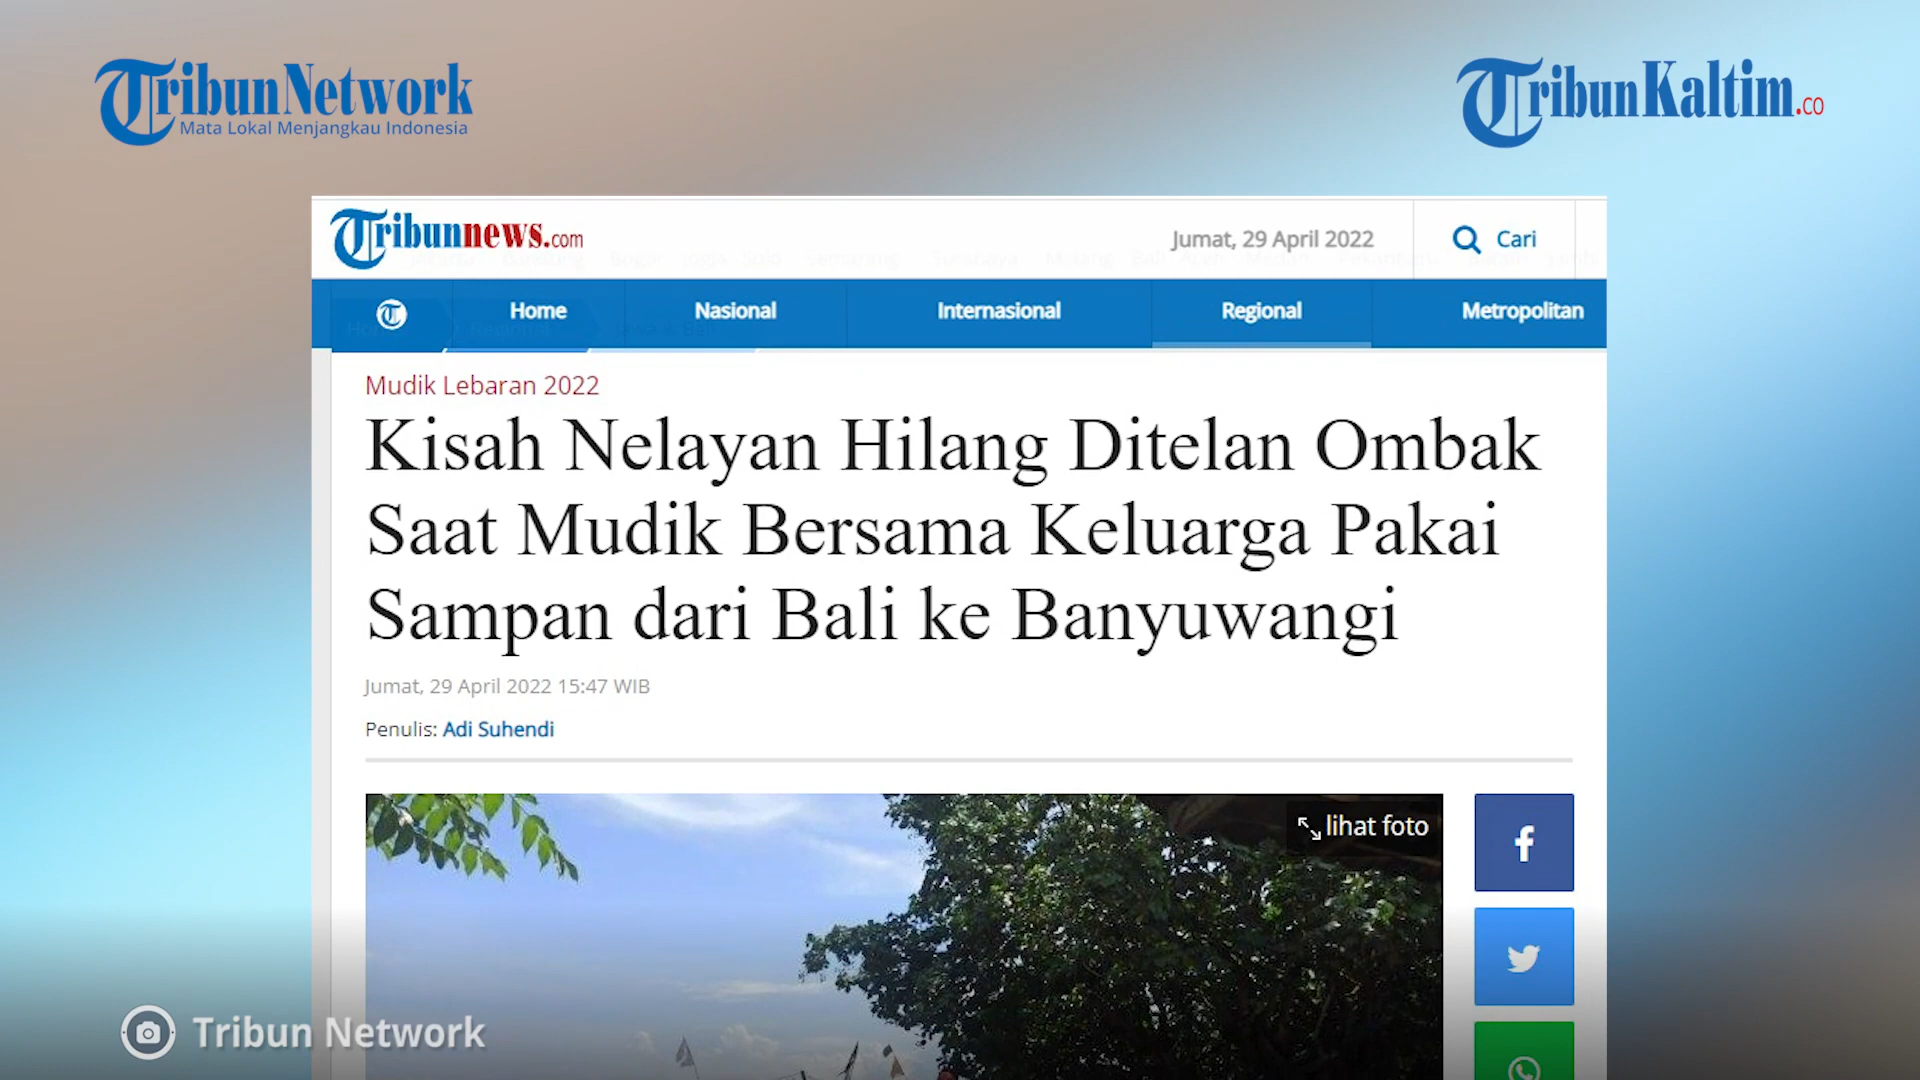 TribunNetwork
Mata Lokal Menjangkau Indonesia
TribunKaltim.co
Tribunnews.com
Jumat, 29 April 2022
Cari
Home
Nasional
Internasional
Regional
Metropolitan
Mudik Lebaran 2022
Kisah Nelayan Hilang Ditelan Ombak
Saat Mudik Bersama Keluarga Pakai
Sampan dari Bali ke Banyuwangi
Jumat, 29 April 2022 15:47 WIB
Penulis: Adi Suhendi
lihat foto
Tribun Network